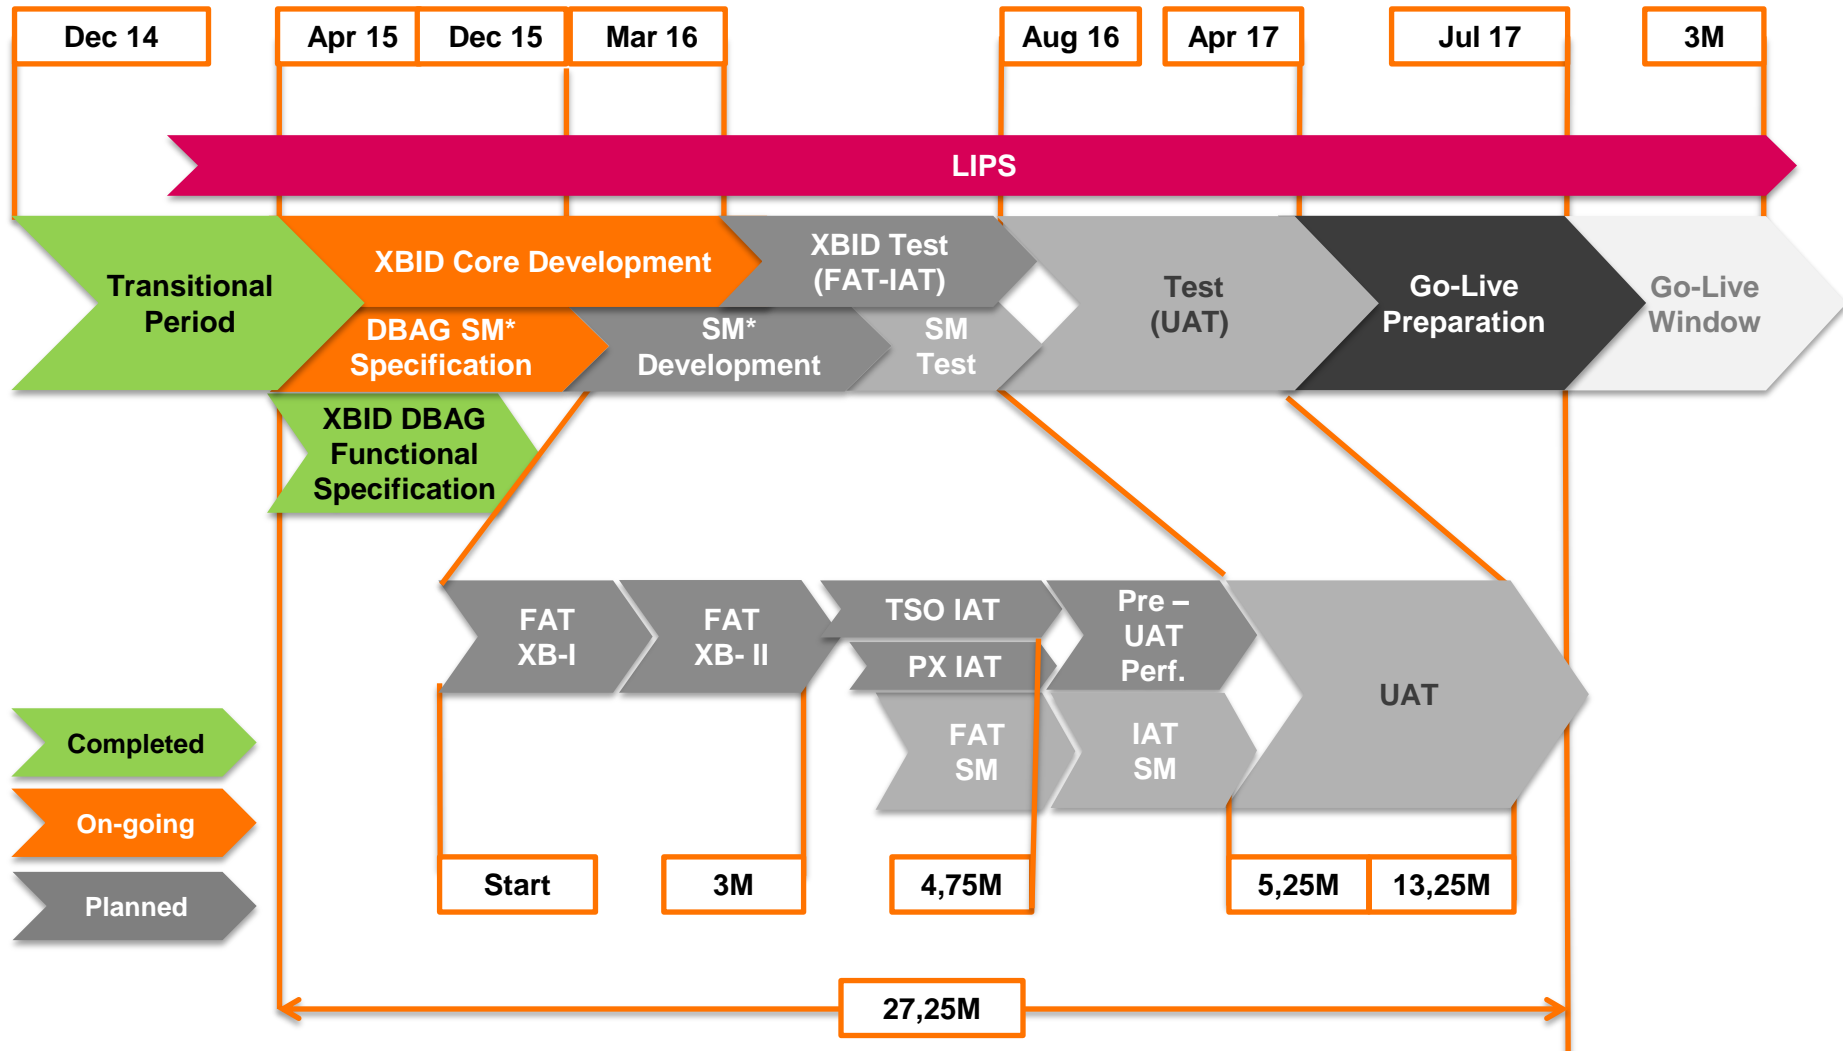 Dec 14
Apr 15
Dec 15
Mar 16
Aug 16
Apr 17
Jul 17
3M
LIPS
Transitional
Period
XBID Core Development
XBID Test
(FAT-IAT)
DBAG SM*
Specification
SM*
Development
SM
Test
Test
(UAT)
Go-Live
Preparation
Go-Live
Window
XBID DBAG
Functional
Specification
FAT
XB-I
FAT
XB- II
TSO IAT
PX IAT
Pre –
UAT
Perf.
FAT
SM
IAT
SM
UAT
Completed
On-going
Planned
Start
3M
4,75M
5,25M
13,25M
27,25M